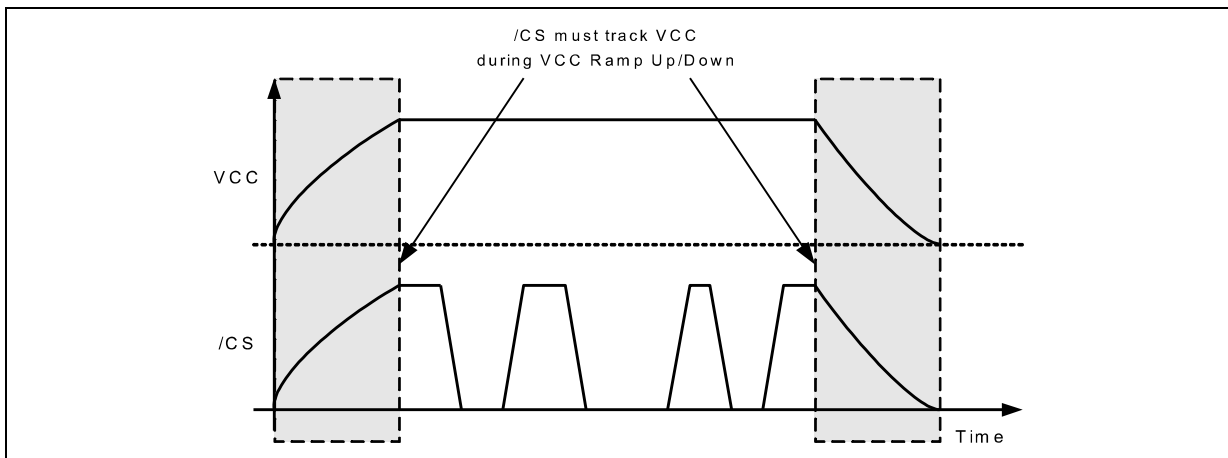 /CS must track VCC
during VCC Ramp Up/Down
VCC
/CS
Time